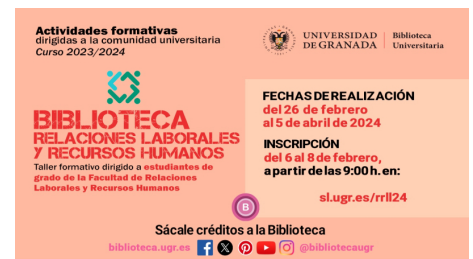 Actividades formativas
dirigidas a la comunidad universitaria
Curso 2023/2024
UNIVERSIDAD
DE GRANADA
Biblioteca
Universitaria
BIBLIOTECA
RELACIONES LABORALES
Y RECURSOS HUMANOS
Taller formativo dirigido a estudiantes de
grado de la Facultad de Relaciones
Laborales y Recursos Humanos
FECHAS DE REALIZACIÓN
del 26 de febrero
al 5 de abril de 2024
INSCRIPCIÓN
del 6 al 8 de febrero,
a partir de las 9:00 h. en:
sl.ugr.es/rrll24
B
Sácale créditos a la Biblioteca
biblioteca.ugr.es @bibliotecaugr